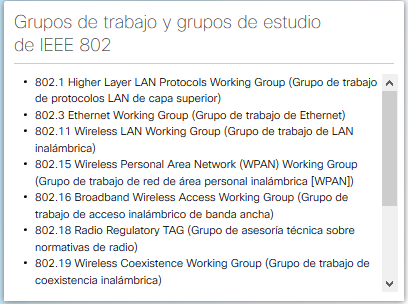 Grupos de trabajo y grupos de estudio
de IEEE 802
• 802.1 Higher Layer LAN Protocols Working Group (Grupo de trabajo
de protocolos LAN de capa superior)
• 802.3 Ethernet Working Group (Grupo de trabajo de Ethernet)
• 802.11 Wireless LAN Working Group (Grupo de trabajo de LAN
inalámbrica)
• 802.15 Wireless Personal Area Network (WPAN) Working Group
(Grupo de trabajo de red de área personal inalámbrica [WPAN])
• 802.16 Broadband Wireless Access Working Group (Grupo de
trabajo de acceso inalámbrico de banda ancha)
• 802.18 Radio Regulatory TAG (Grupo de asesoría técnica sobre
normativas de radio)
• 802.19 Wireless Coexistence Working Group (Grupo de trabajo de
coexistencia inalámbrica)